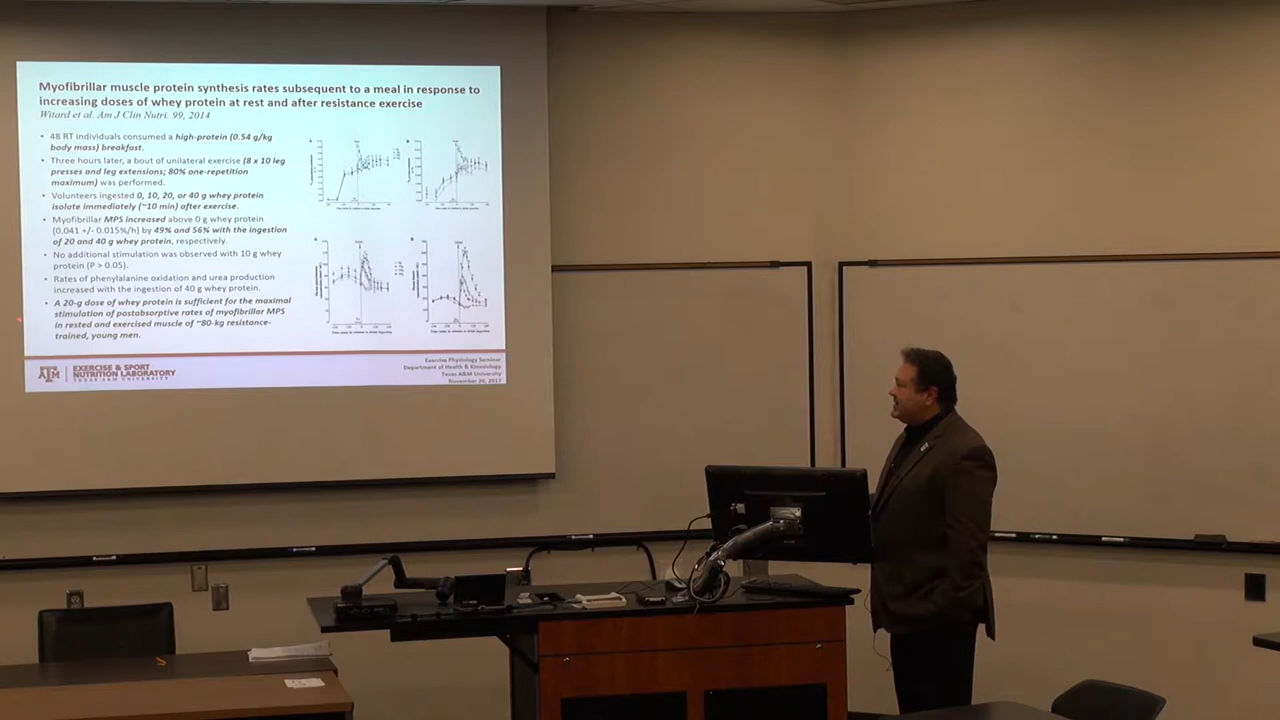 Myofibrillar muscle protein synthesis rates subsequent to a meal in response to
increasing doses of whey protein at rest and after resistance exercise
Witard et al. Am J Clin Nutri. 99, 2014
• 48 RT individuals consumed a high-protein (0.54 g/kg
body mass) breakfast.
• Three hours later, a bout of unilateral exercise (8 x 10 leg
presses and leg extensions; 80% one-repetition
maximum) was performed.
• Volunteers ingested 0, 10, 20, or 40 g whey protein
isolate immediately (~10 min) after exercise.
• Myofibrillar MPS increased above 0 g whey protein
(0.041 +/- 0.015%/h) by 49% and 56% with the ingestion
of 20 and 40 g whey protein, respectively.
• No additional stimulation was observed with 10 g whey
protein (P > 0.05).
• Rates of phenylalanine oxidation and urea production
increased with the ingestion of 40 g whey protein.
• A 20-g dose of whey protein is sufficient for the maximal
stimulation of postabsorptive rates of myofibrillar MPS
in rested and exercised muscle of ~80-kg resistance-
trained, young men.
ATM
EXERCISE & SPORT
NUTRITION LABORATORY
TEXAS A&M UNIVERSITY
Exercise Physiology Seminar
Department of Health & Kinesiology
Texas A&M University
November 20, 2017